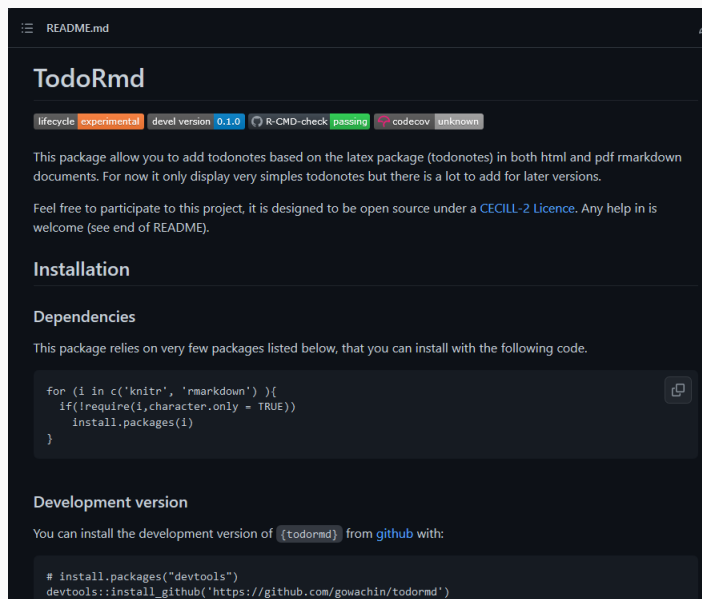 README.md
TodoRmd
lifecycle experimental devel version 0.1.0 R-CMD-check passing codecov unknown
This package allow you to add todonotes based on the latex package (todonotes) in both html and pdf rmarkdown
documents. For now it only display very simples todonotes but there is a lot to add for later versions.
Feel free to participate to this project, it is designed to be open source under a CECILL-2 Licence. Any help in is
welcome (see end of README).
Installation
Dependencies
This package relies on very few packages listed below, that you can install with the following code.
for (i in c('knitr', 'rmarkdown') ){
  if(!require(i,character.only = TRUE))
    install.packages(i)
}
Development version
You can install the development version of {todormd} from github with:
# install.packages("devtools")
devtools::install_github('https://github.com/gowachin/todormd')